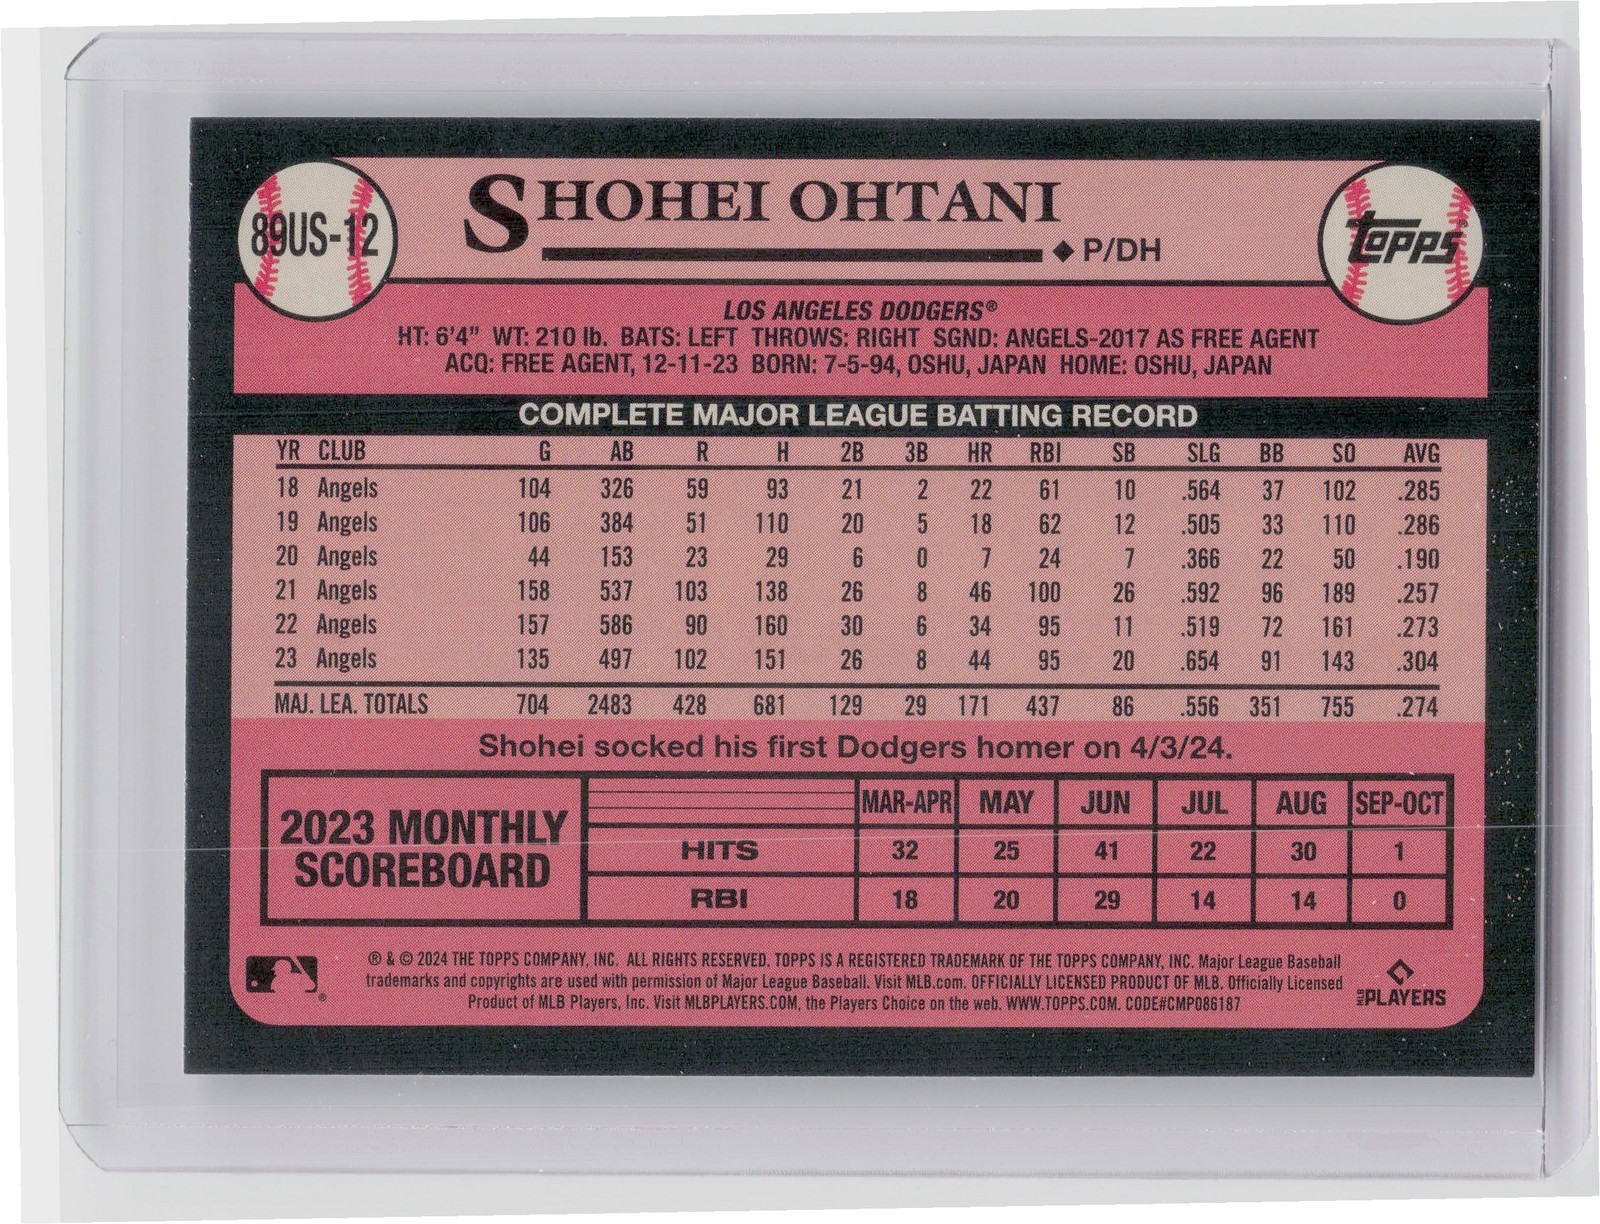 89US-12
SHOHEI OHTANI
P/DH
Topps
LOS ANGELES DODGERS®
HT: 6'4" WT: 210 lb. BATS: LEFT THROWS: RIGHT SGND: ANGELS-2017 AS FREE AGENT
ACQ: FREE AGENT, 12-11-23 BORN: 7-5-94, OSHU, JAPAN HOME: OSHU, JAPAN
COMPLETE MAJOR LEAGUE BATTING RECORD
YR CLUB G AB R H 2B 3B HR RBI SB SLG BB SO AVG
18 Angels 104 326 59 93 21 2 22 61 10 .564 37 102 .285
19 Angels 106 384 51 110 20 5 18 62 12 .505 33 110 .286
20 Angels 44 153 23 29 6 0 7 24 7 .366 22 50 .190
21 Angels 158 537 103 138 26 8 46 100 26 .592 96 189 .257
22 Angels 157 586 90 160 30 6 34 95 11 .519 72 161 .273
23 Angels 135 497 102 151 26 8 44 95 20 .654 91 143 .304
MAJ. LEA. TOTALS 704 2483 428 681 129 29 171 437 86 .556 351 755 .274
Shohei socked his first Dodgers homer on 4/3/24.
2023 MONTHLY
SCOREBOARD
MAR-APR MAY JUN JUL AUG SEP-OCT
HITS 32 25 41 22 30 1
RBI 18 20 29 14 14 0
® & © 2024 THE TOPPS COMPANY, INC. ALL RIGHTS RESERVED. TOPPS IS A REGISTERED TRADEMARK OF THE TOPPS COMPANY, INC. Major League Baseball
trademarks and copyrights are used with permission of Major League Baseball. Visit MLB.com. OFFICIALLY LICENSED PRODUCT OF MLB. Officially Licensed
Product of MLB Players, Inc. Visit MLBPLAYERS.COM, the Players Choice on the web. WWW.TOPPS.COM. CODE#CMP086187
®
MLB PLAYERS